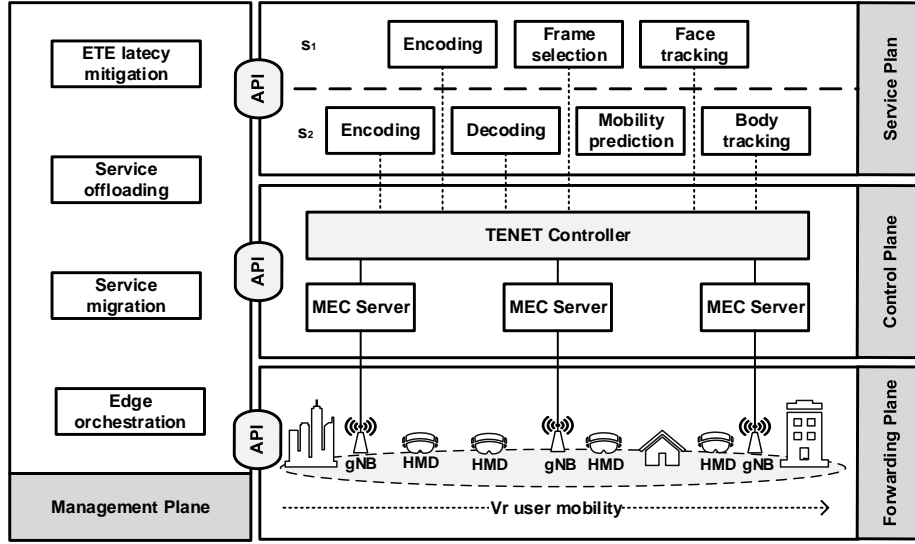 ETE latecy
mitigation
Service
offloading
Service
migration
Edge
orchestration
Management Plane
API
API
API
S1
Encoding
Frame
selection
Face
tracking
S2
Encoding
Decoding
Mobility
prediction
Body
tracking
Service Plan
TENET Controller
MEC Server
MEC Server
MEC Server
Control Plane
gNB
HMD
HMD
gNB
HMD
HMD
gNB
Vr user mobility
Forwarding Plane